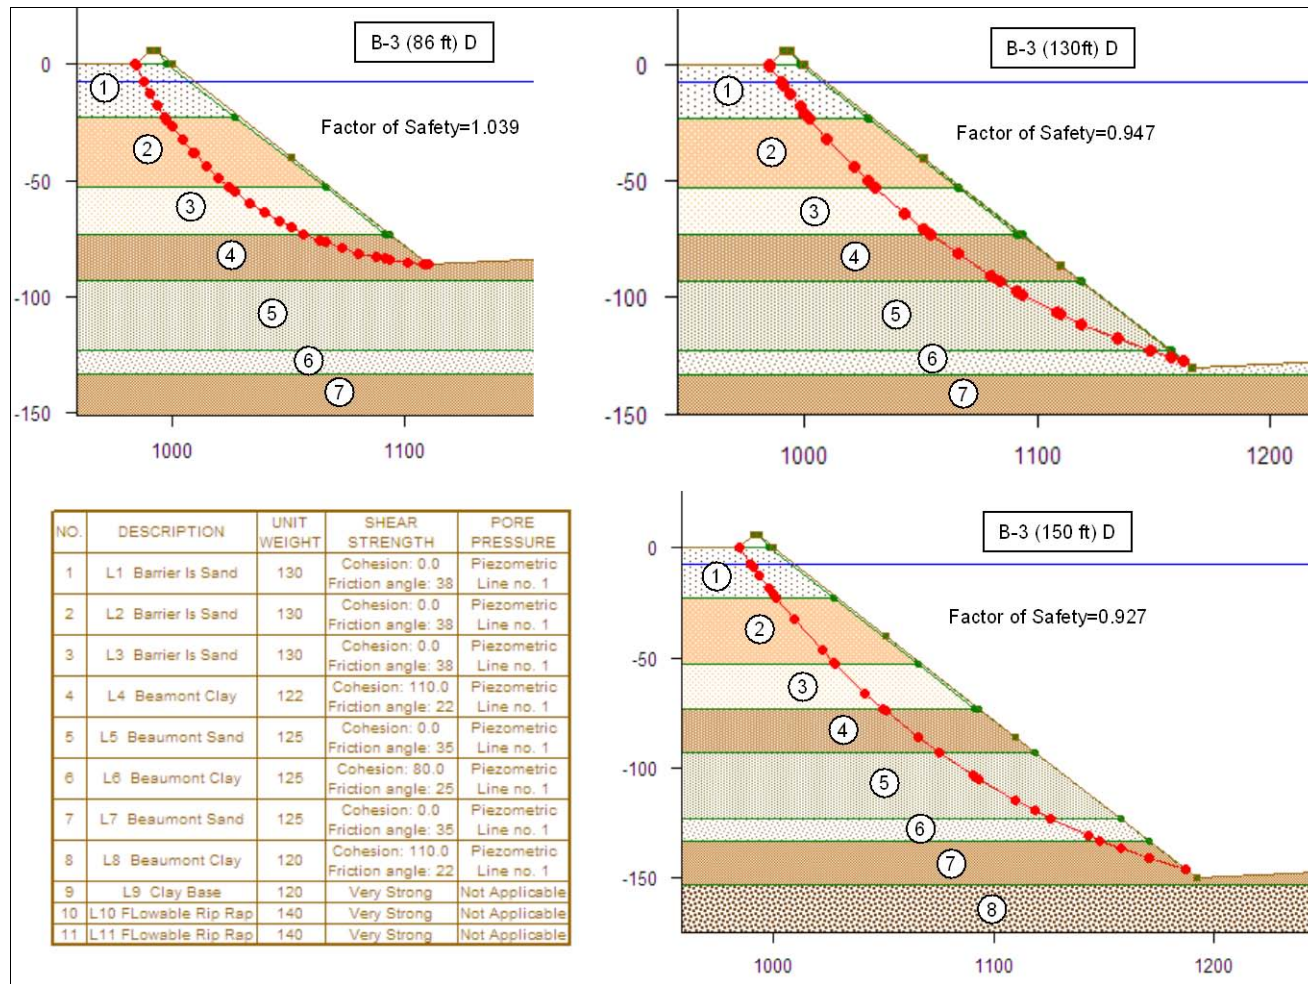 B-3 (86 ft) D
Factor of Safety=1.039
0
-50
-100
-150
1
2
3
4
5
6
7
1000
1100
B-3 (130ft) D
Factor of Safety=0.947
0
-50
-100
-150
1
2
3
4
5
6
7
1000
1100
1200
NO. DESCRIPTION UNIT WEIGHT SHEAR STRENGTH PORE PRESSURE
1 L1 Barrier Is Sand 130 Cohesion: 0.0 Friction angle: 38 Piezometric Line no. 1
2 L2 Barrier Is Sand 130 Cohesion: 0.0 Friction angle: 38 Piezometric Line no. 1
3 L3 Barrier Is Sand 130 Cohesion: 0.0 Friction angle: 38 Piezometric Line no. 1
4 L4 Beamont Clay 122 Cohesion: 110.0 Friction angle: 22 Piezometric Line no. 1
5 L5 Beaumont Sand 125 Cohesion: 0.0 Friction angle: 35 Piezometric Line no. 1
6 L6 Beaumont Clay 125 Cohesion: 80.0 Friction angle: 25 Piezometric Line no. 1
7 L7 Beaumont Sand 125 Cohesion: 0.0 Friction angle: 35 Piezometric Line no. 1
8 L8 Beaumont Clay 120 Cohesion: 110.0 Friction angle: 22 Piezometric Line no. 1
9 L9 Clay Base 120 Very Strong Not Applicable
10 L10 FLowable Rip Rap 140 Very Strong Not Applicable
11 L11 FLowable Rip Rap 140 Very Strong Not Applicable
B-3 (150 ft) D
Factor of Safety=0.927
0
-50
-100
-150
1
2
3
4
5
6
7
8
1000
1100
1200